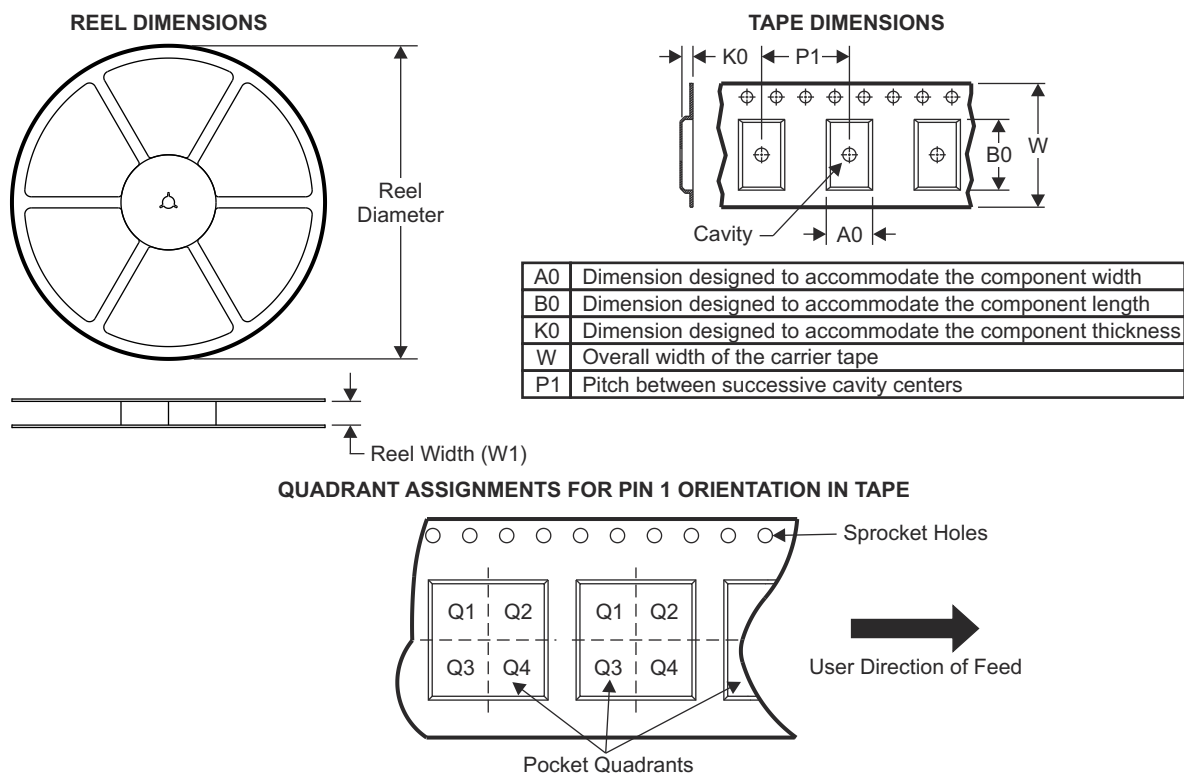 REEL DIMENSIONS
Reel
Diameter
Reel Width (W1)
TAPE DIMENSIONS
K0
P1
W
B0
Cavity
A0
A0 Dimension designed to accommodate the component width
B0 Dimension designed to accommodate the component length
K0 Dimension designed to accommodate the component thickness
W Overall width of the carrier tape
P1 Pitch between successive cavity centers
QUADRANT ASSIGNMENTS FOR PIN 1 ORIENTATION IN TAPE
Sprocket Holes
Q1 Q2 Q1 Q2
Q3 Q4 Q3 Q4
User Direction of Feed
Pocket Quadrants